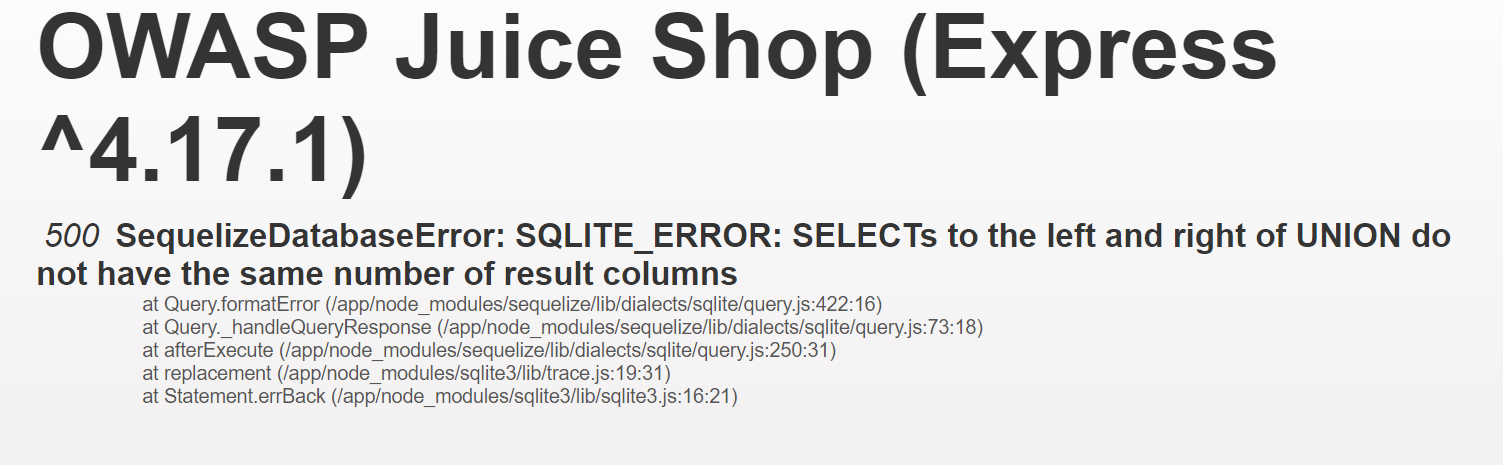 OWASP Juice Shop (Express
^4.17.1)
500 SequelizeDatabaseError: SQLITE_ERROR: SELECTs to the left and right of UNION do
not have the same number of result columns
at Query.formatError (/app/node_modules/sequelize/lib/dialects/sqlite/query.js:422:16)
at Query._handleQueryResponse (/app/node_modules/sequelize/lib/dialects/sqlite/query.js:73:18)
at afterExecute (/app/node_modules/sequelize/lib/dialects/sqlite/query.js:250:31)
at replacement (/app/node_modules/sqlite3/lib/trace.js:19:31)
at Statement.errBack (/app/node_modules/sqlite3/lib/sqlite3.js:16:21)